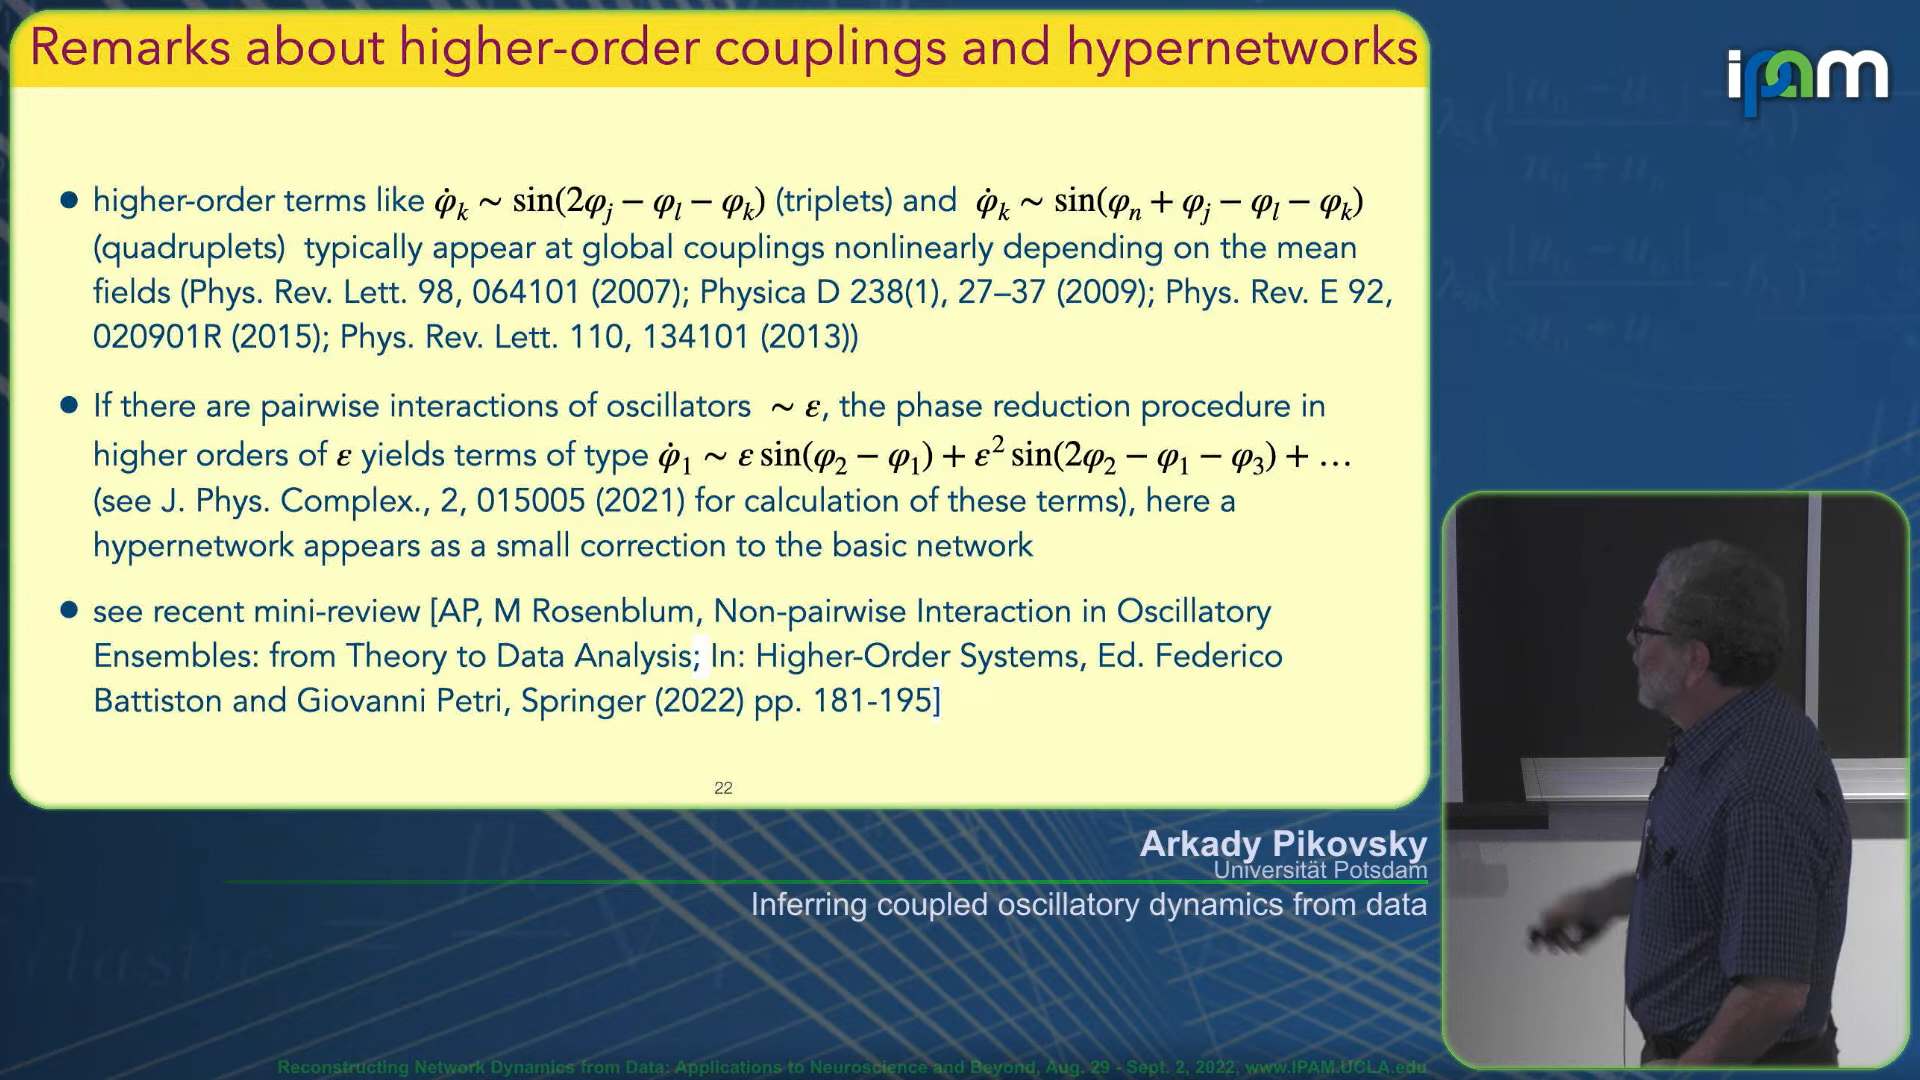 Remarks about higher-order couplings and hypernetworks
ipam
● higher-order terms like φ̇ₖ ∼ sin(2φⱼ − φₗ − φₖ) (triplets) and φ̇ₖ ∼ sin(φₙ + φⱼ − φₗ − φₖ)
(quadruplets) typically appear at global couplings nonlinearly depending on the mean
fields (Phys. Rev. Lett. 98, 064101 (2007); Physica D 238(1), 27–37 (2009); Phys. Rev. E 92,
020901R (2015); Phys. Rev. Lett. 110, 134101 (2013))
● If there are pairwise interactions of oscillators ∼ ε, the phase reduction procedure in
higher orders of ε yields terms of type φ̇₁ ∼ ε sin(φ₂ − φ₁) + ε² sin(2φ₂ − φ₁ − φ₃) + …
(see J. Phys. Complex., 2, 015005 (2021) for calculation of these terms), here a
hypernetwork appears as a small correction to the basic network
● see recent mini-review [AP, M Rosenblum, Non-pairwise Interaction in Oscillatory
Ensembles: from Theory to Data Analysis; In: Higher-Order Systems, Ed. Federico
Battiston and Giovanni Petri, Springer (2022) pp. 181-195]
22
Arkady Pikovsky
Universität Potsdam
Inferring coupled oscillatory dynamics from data
Reconstructing Network Dynamics from Data: Applications to Neuroscience and Beyond, Aug. 29 - Sept. 2, 2022, www.IPAM.UCLA.edu